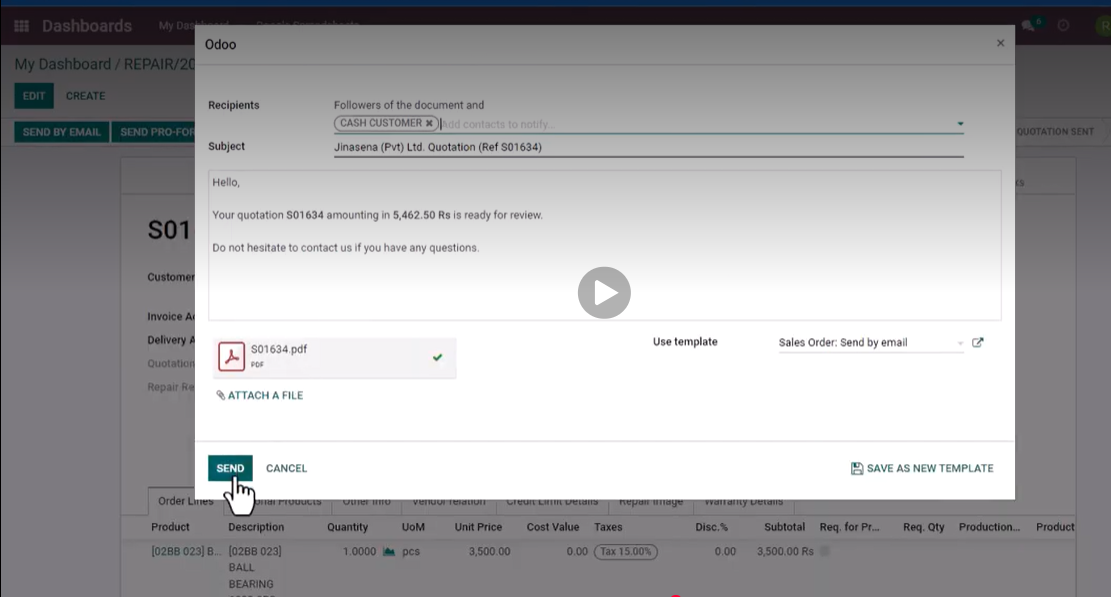 Dashboards
My Dashboard
Odoo
6
My Dashboard / REPAIR/20
EDIT CREATE
Recipients
Followers of the document and
CASH CUSTOMER ✖ Add contacts to notify...
SEND BY EMAIL SEND PRO-FOR
QUOTATION SENT
Subject
Jinasena (Pvt) Ltd. Quotation (Ref S01634)
Hello,
Your quotation S01634 amounting in 5,462.50 Rs is ready for review.
S01
Do not hesitate to contact us if you have any questions.
Customer
Invoice A
Delivery A
Quotation
Repair Re
S01634.pdf
PDF
Use template
Sales Order: Send by email
ATTACH A FILE
SEND CANCEL
SAVE AS NEW TEMPLATE
Order Lines Optional Products Other Info Vendor relation Credit Limit Details Repair Image Warranty Details
Product Description Quantity UoM Unit Price Cost Value Taxes Disc.% Subtotal Req. for Pr... Req. Qty Production... Product
[02BB 023] B... [02BB 023] 1.0000 pcs 3,500.00 0.00 Tax 15.00% 0.00 3,500.00 Rs
BALL
BEARING